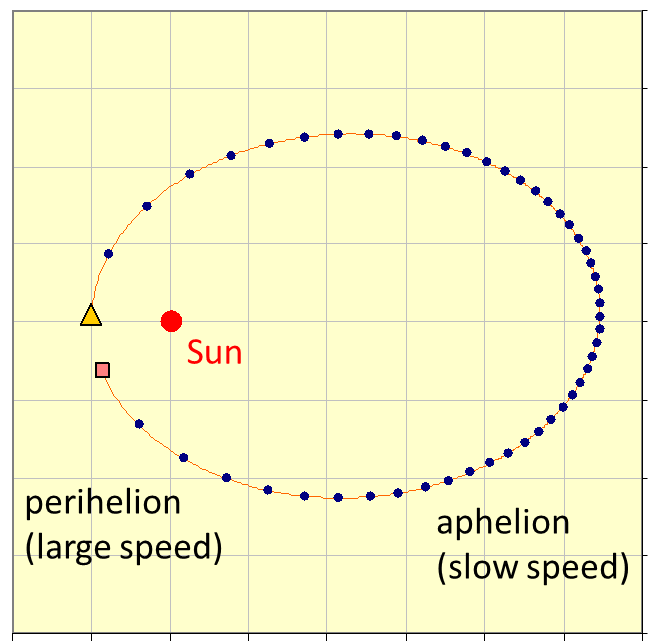 Sun
perihelion
(large speed)
aphelion
(slow speed)